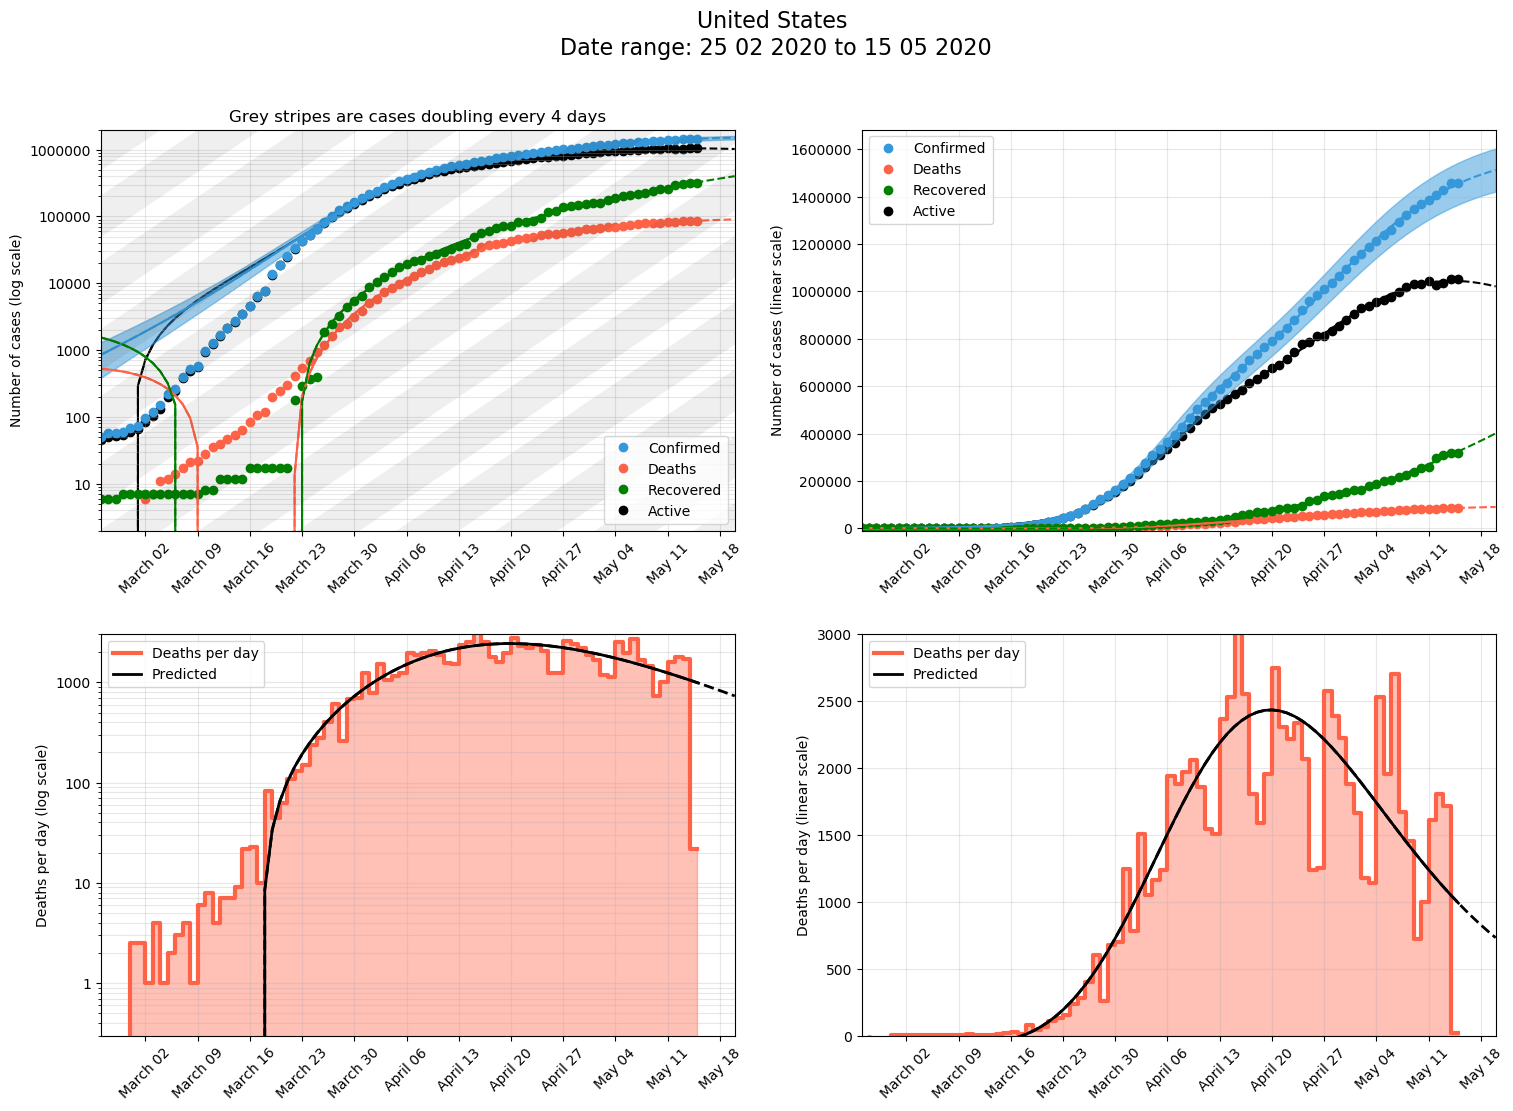 United States
Date range: 25 02 2020 to 15 05 2020
Grey stripes are cases doubling every 4 days
Number of cases (log scale)
1000000
100000
10000
1000
100
10
Confirmed
Deaths
Recovered
Active
March 02
March 09
March 16
March 23
March 30
April 06
April 13
April 20
April 27
May 04
May 11
May 18
Number of cases (linear scale)
1600000
1400000
1200000
1000000
800000
600000
400000
200000
0
Confirmed
Deaths
Recovered
Active
March 02
March 09
March 16
March 23
March 30
April 06
April 13
April 20
April 27
May 04
May 11
May 18
Deaths per day (log scale)
1000
100
10
1
Deaths per day
Predicted
March 02
March 09
March 16
March 23
March 30
April 06
April 13
April 20
April 27
May 04
May 11
May 18
Deaths per day (linear scale)
3000
2500
2000
1500
1000
500
0
Deaths per day
Predicted
March 02
March 09
March 16
March 23
March 30
April 06
April 13
April 20
April 27
May 04
May 11
May 18